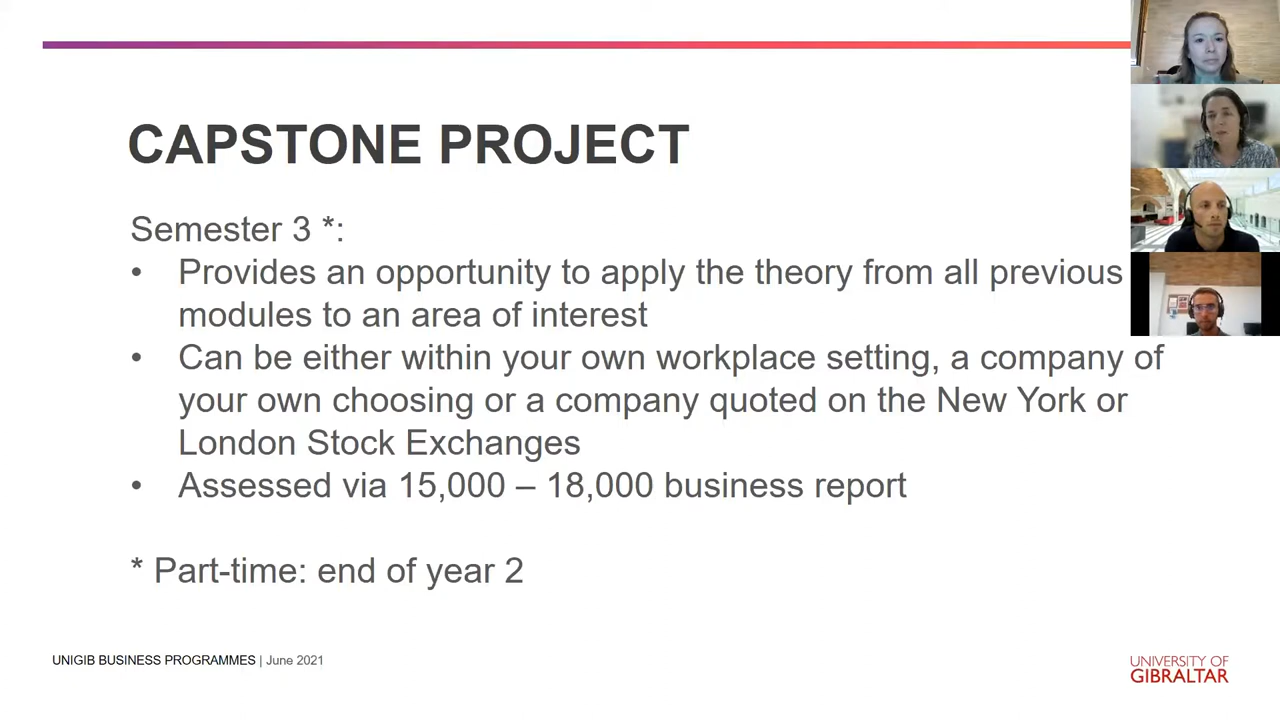 CAPSTONE PROJECT
Semester 3 *:
• Provides an opportunity to apply the theory from all previous
modules to an area of interest
• Can be either within your own workplace setting, a company of
your own choosing or a company quoted on the New York or
London Stock Exchanges
• Assessed via 15,000 – 18,000 business report
* Part-time: end of year 2
UNIGIB BUSINESS PROGRAMMES | June 2021
UNIVERSITY OF
GIBRALTAR